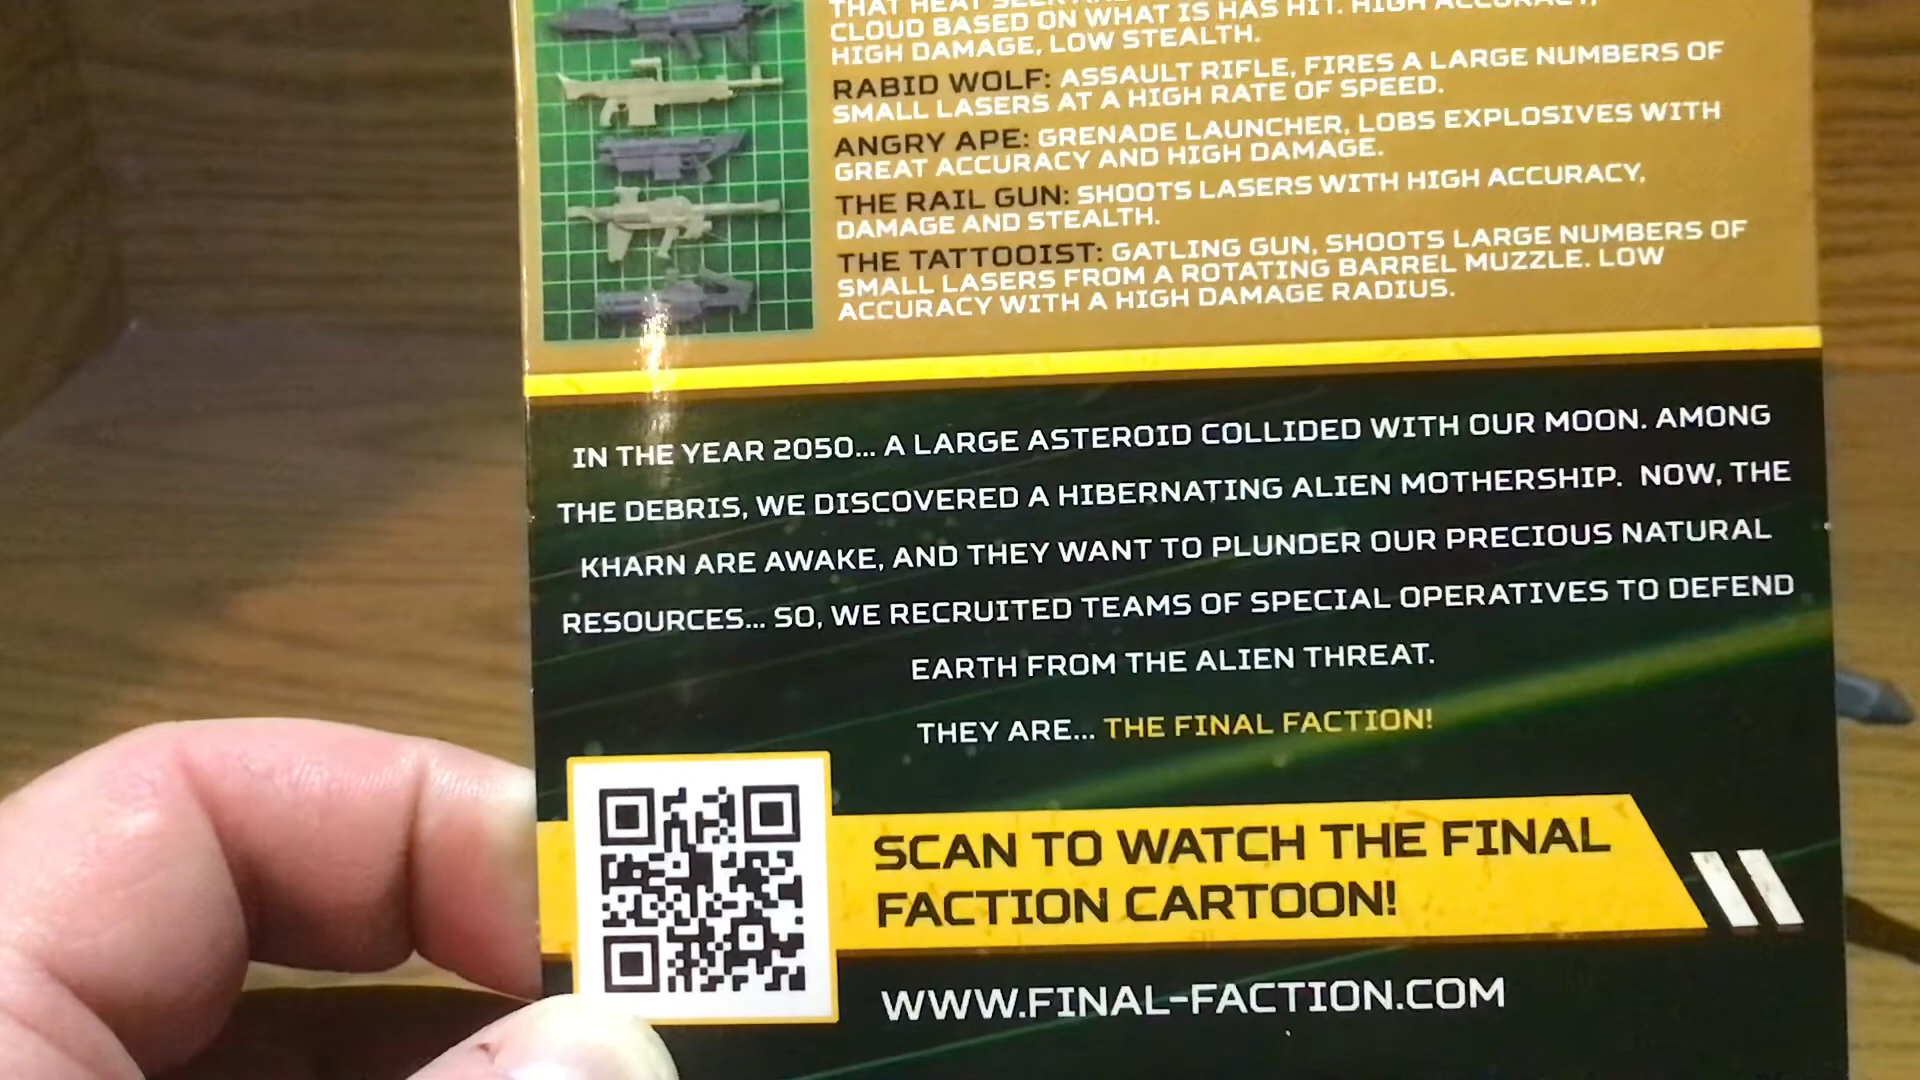 THAT HEAT SEEK
CLOUD BASED ON WHAT IS HAS HIT. HIGH ACCURACY,
HIGH DAMAGE, LOW STEALTH.
RABID WOLF: ASSAULT RIFLE, FIRES A LARGE NUMBERS OF
SMALL LASERS AT A HIGH RATE OF SPEED.
ANGRY APE: GRENADE LAUNCHER, LOBS EXPLOSIVES WITH
GREAT ACCURACY AND HIGH DAMAGE.
THE RAIL GUN: SHOOTS LASERS WITH HIGH ACCURACY,
DAMAGE AND STEALTH.
THE TATTOOIST: GATLING GUN, SHOOTS LARGE NUMBERS OF
SMALL LASERS FROM A ROTATING BARREL MUZZLE. LOW
ACCURACY WITH A HIGH DAMAGE RADIUS.
IN THE YEAR 2050... A LARGE ASTEROID COLLIDED WITH OUR MOON. AMONG
THE DEBRIS, WE DISCOVERED A HIBERNATING ALIEN MOTHERSHIP. NOW, THE
KHARN ARE AWAKE, AND THEY WANT TO PLUNDER OUR PRECIOUS NATURAL
RESOURCES... SO, WE RECRUITED TEAMS OF SPECIAL OPERATIVES TO DEFEND
EARTH FROM THE ALIEN THREAT.
THEY ARE... THE FINAL FACTION!
SCAN TO WATCH THE FINAL
FACTION CARTOON!
WWW.FINAL-FACTION.COM